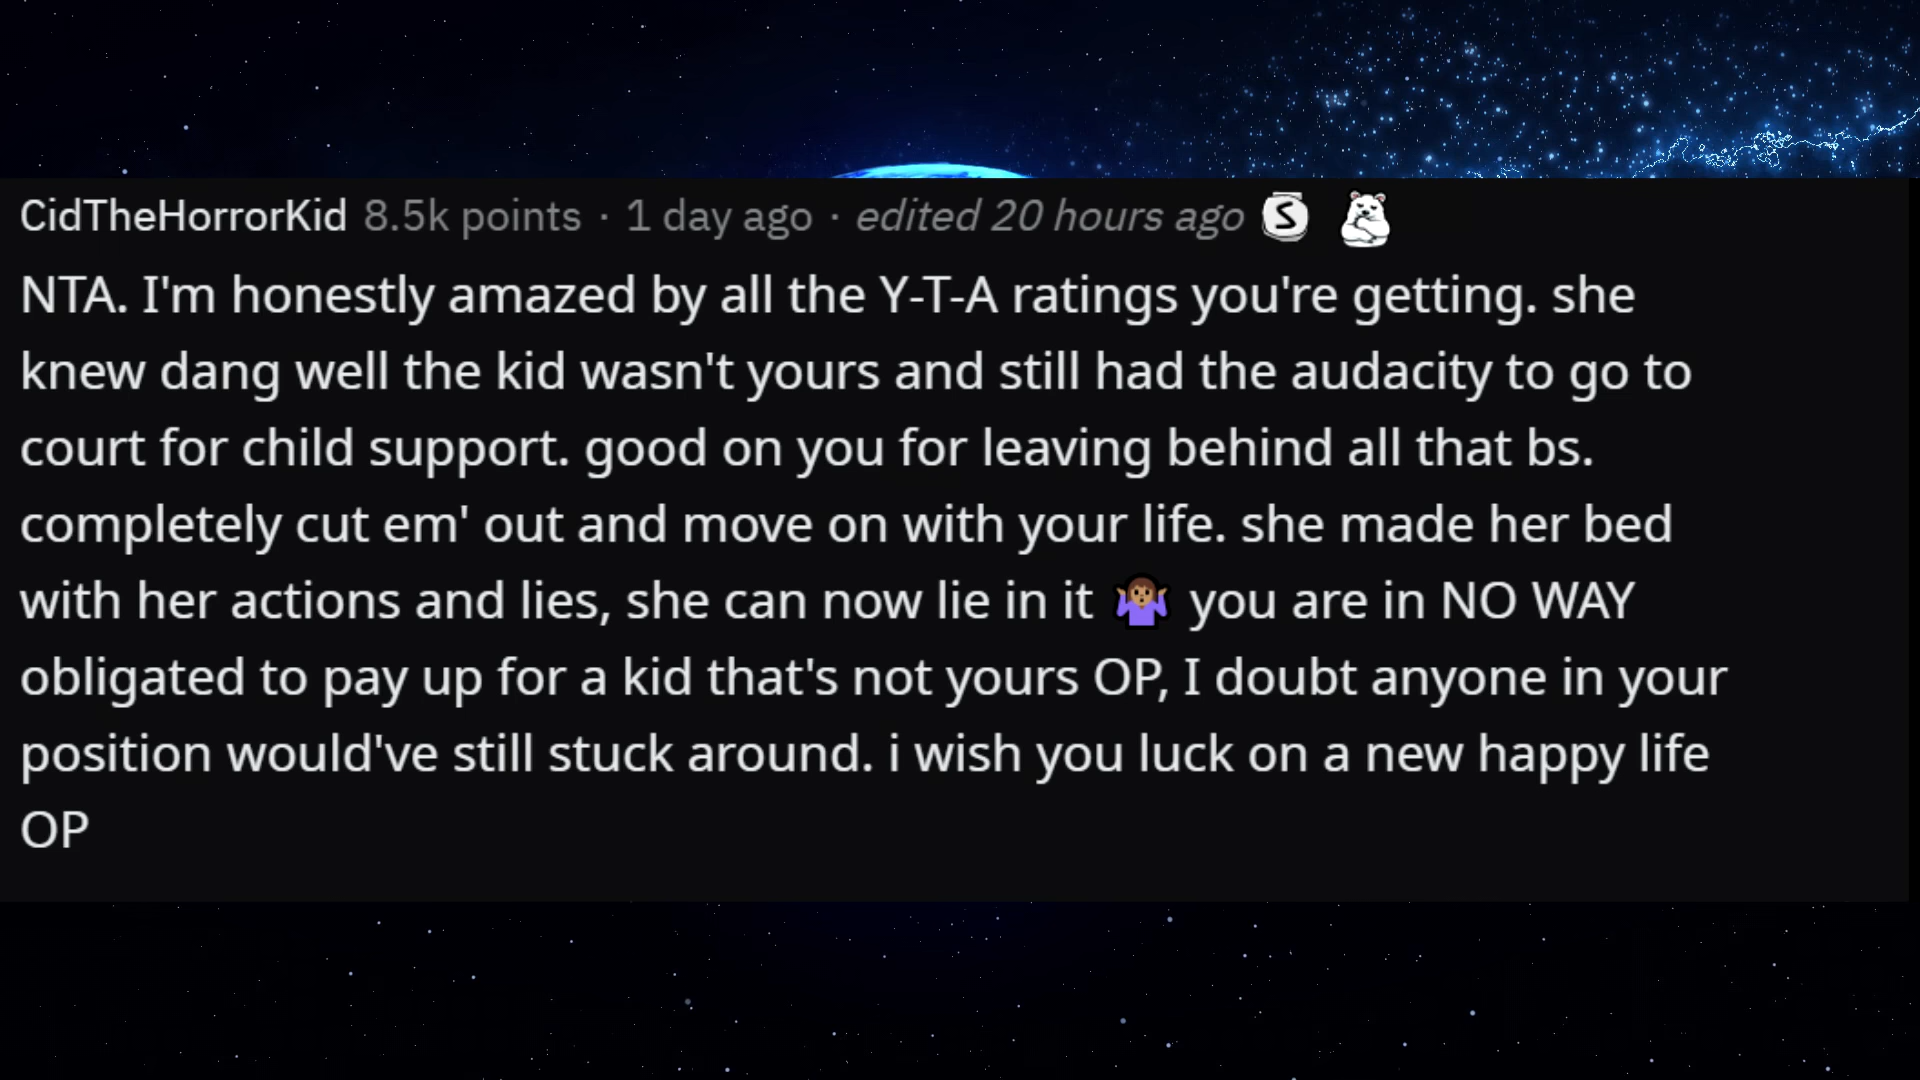 CidTheHorrorKid 8.5k points · 1 day ago · edited 20 hours ago S
NTA. I'm honestly amazed by all the Y-T-A ratings you're getting. she
knew dang well the kid wasn't yours and still had the audacity to go to
court for child support. good on you for leaving behind all that bs.
completely cut em' out and move on with your life. she made her bed
with her actions and lies, she can now lie in it 🤷🏽‍♀️ you are in NO WAY
obligated to pay up for a kid that's not yours OP, I doubt anyone in your
position would've still stuck around. i wish you luck on a new happy life
OP